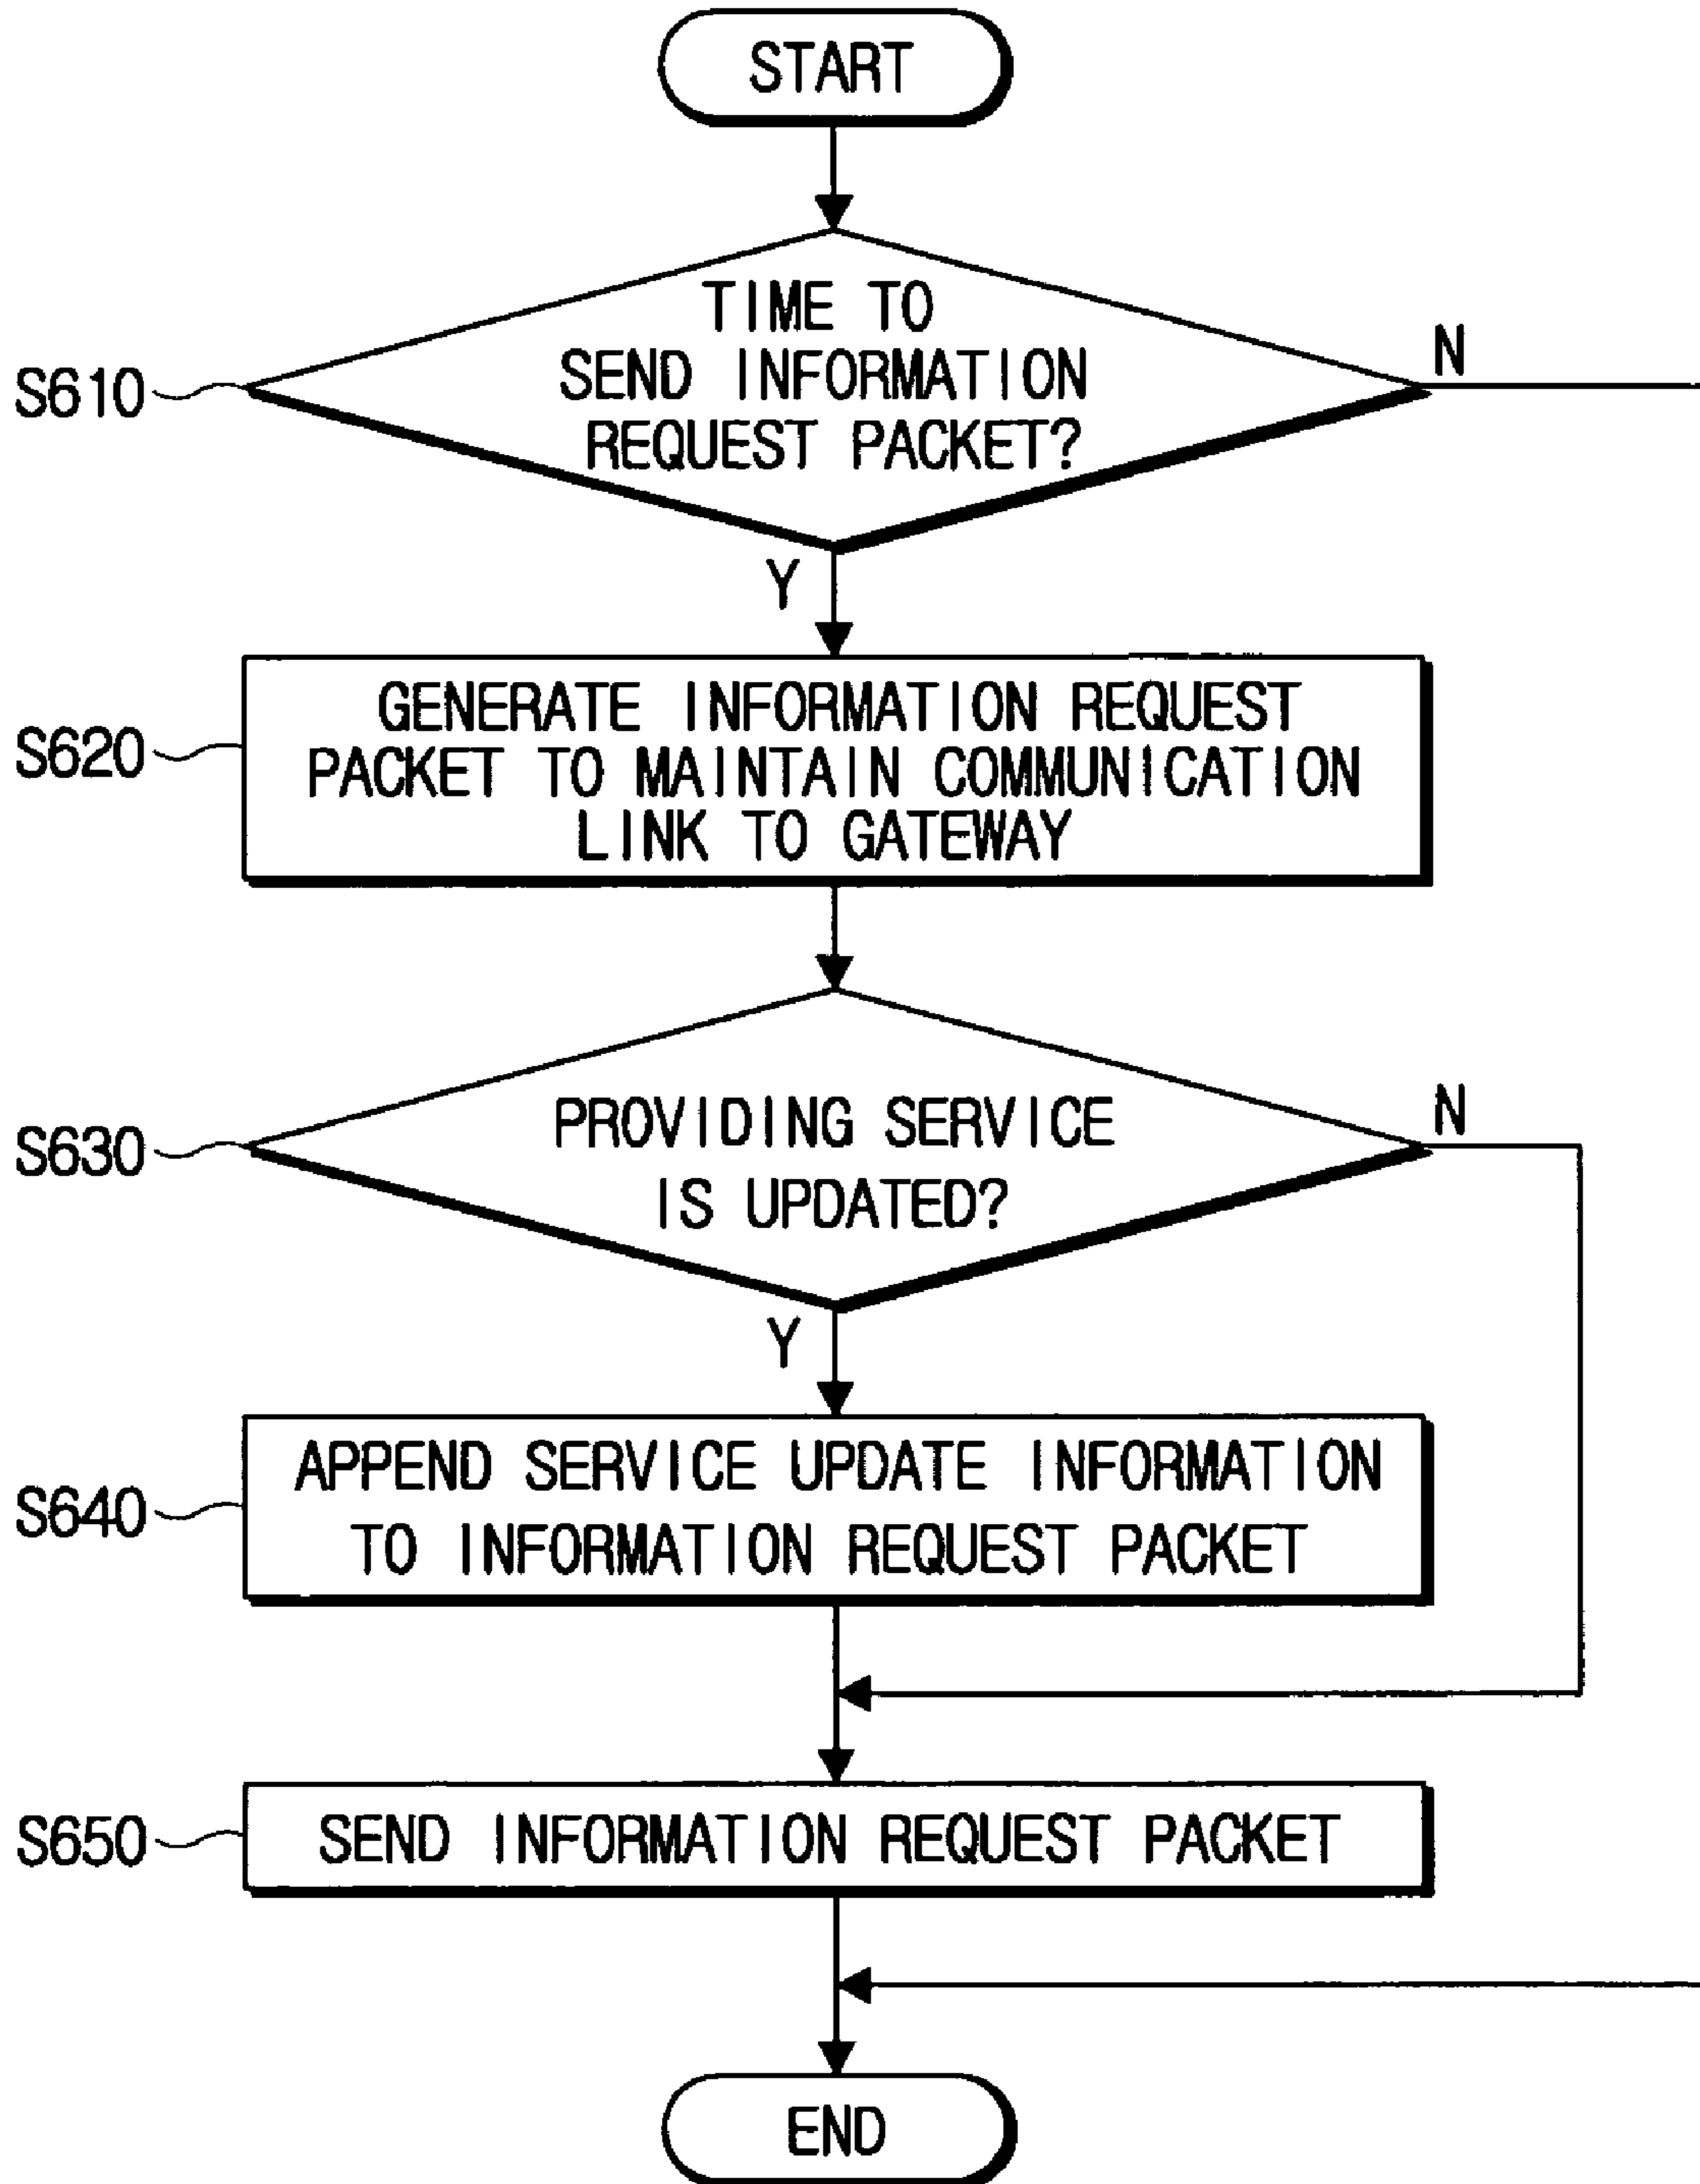 START
TIME TO
SEND INFORMATION
REQUEST PACKET?
N
S610
Y
GENERATE INFORMATION REQUEST
PACKET TO MAINTAIN COMMUNICATION
LINK TO GATEWAY
S620
PROVIDING SERVICE
IS UPDATED?
N
S630
Y
APPEND SERVICE UPDATE INFORMATION
TO INFORMATION REQUEST PACKET
S640
SEND INFORMATION REQUEST PACKET
S650
END